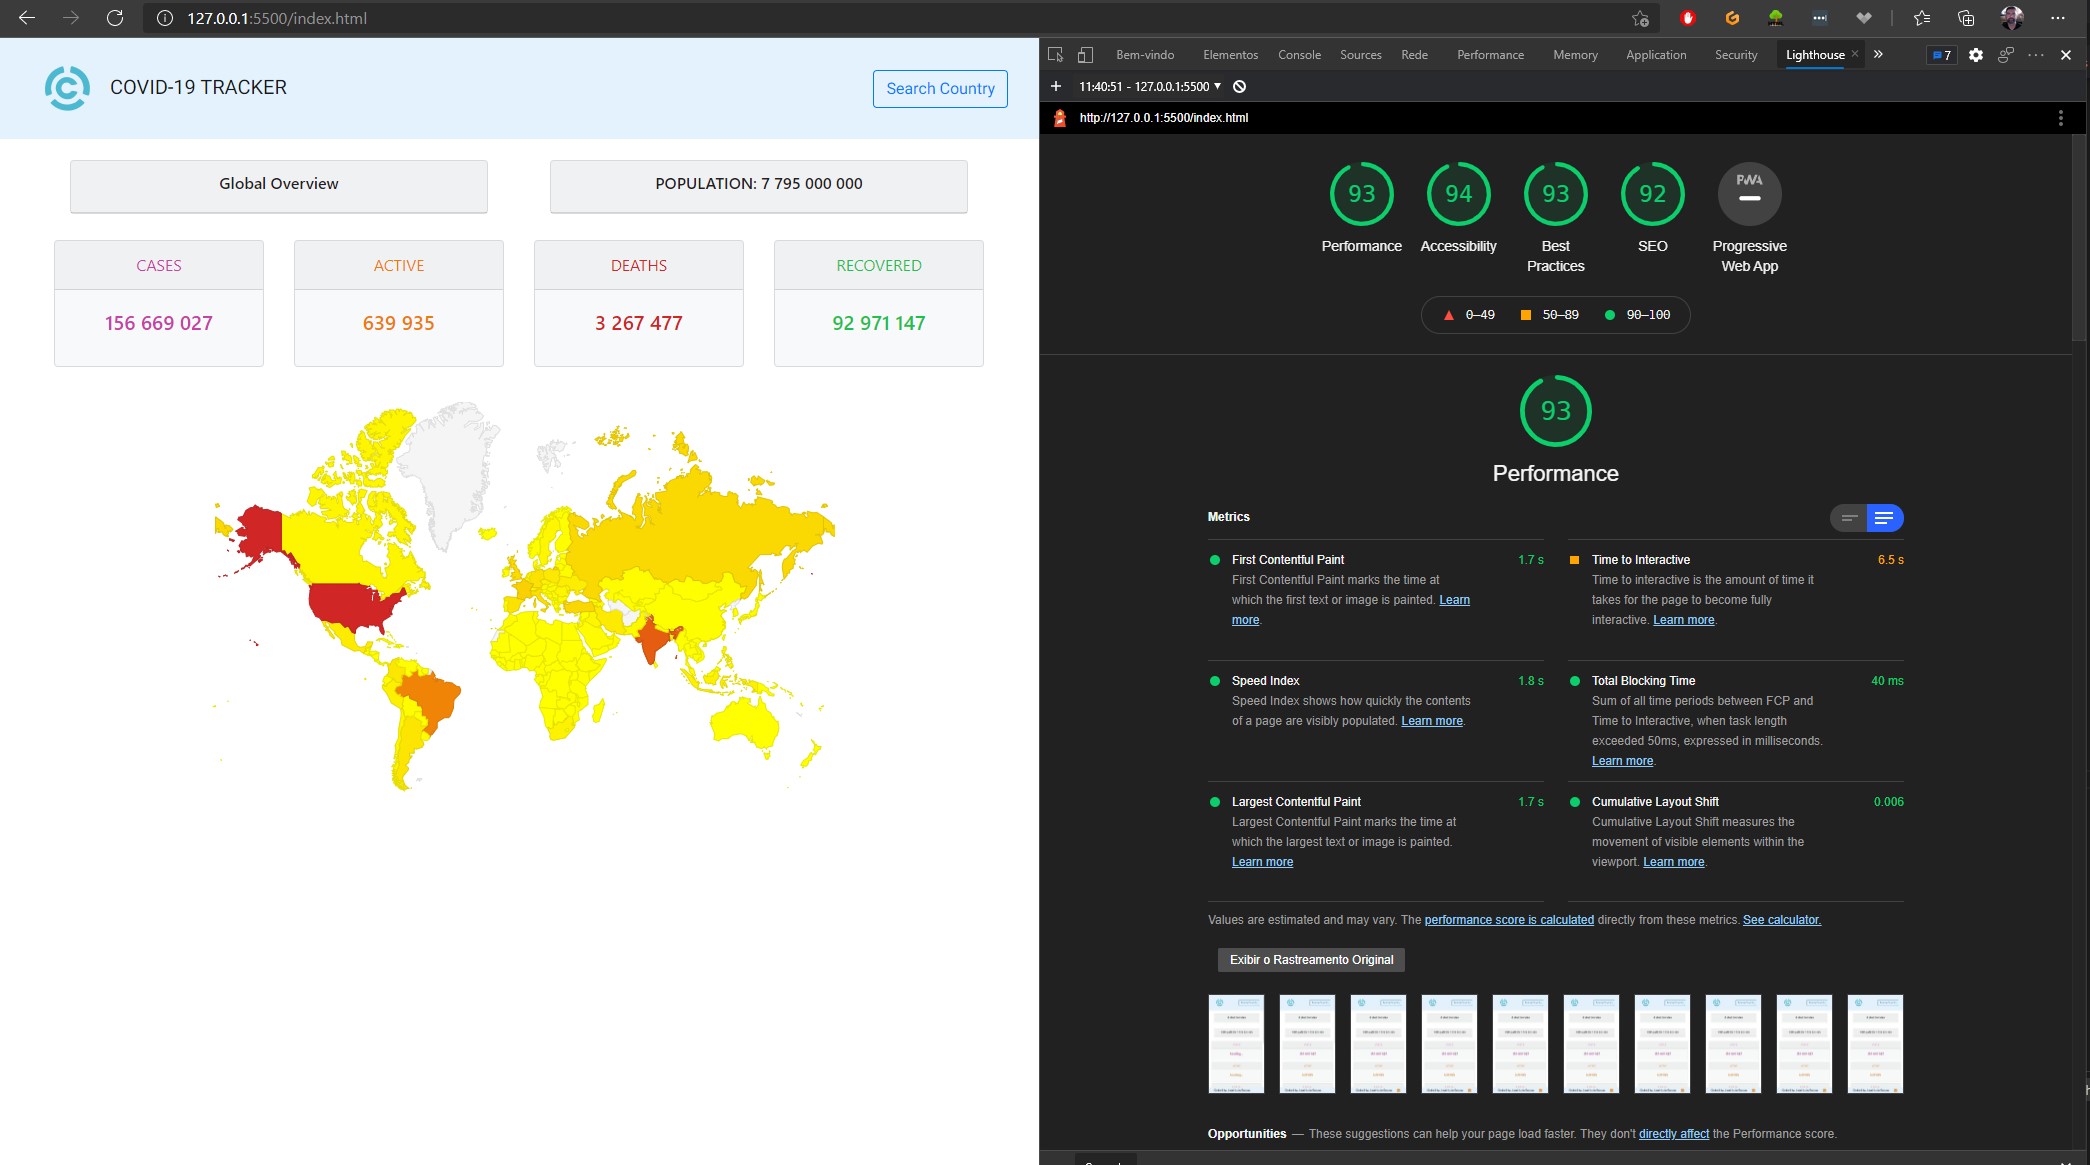 127.0.0.1:5500/index.html
COVID-19 TRACKER
Search Country
Global Overview
POPULATION: 7 795 000 000
CASES
ACTIVE
DEATHS
RECOVERED
156 669 027
639 935
3 267 477
92 971 147
Bem-vindo
Elementos
Console
Sources
Rede
Performance
Memory
Application
Security
Lighthouse
7
11:40:51 - 127.0.0.1:5500
http://127.0.0.1:5500/index.html
93
94
93
92
PWA
Performance
Accessibility
Best
Practices
SEO
Progressive
Web App
0–49
50–89
90–100
93
Performance
Metrics
First Contentful Paint
1.7 s
First Contentful Paint marks the time at
which the first text or image is painted. Learn
more.
Time to Interactive
6.5 s
Time to interactive is the amount of time it
takes for the page to become fully
interactive. Learn more.
Speed Index
1.8 s
Speed Index shows how quickly the contents
of a page are visibly populated. Learn more.
Total Blocking Time
40 ms
Sum of all time periods between FCP and
Time to Interactive, when task length
exceeded 50ms, expressed in milliseconds.
Learn more.
Largest Contentful Paint
1.7 s
Largest Contentful Paint marks the time at
which the largest text or image is painted.
Learn more
Cumulative Layout Shift
0.006
Cumulative Layout Shift measures the
movement of visible elements within the
viewport. Learn more.
Values are estimated and may vary. The performance score is calculated directly from these metrics. See calculator.
Exibir o Rastreamento Original
Opportunities — These suggestions can help your page load faster. They don't directly affect the Performance score.